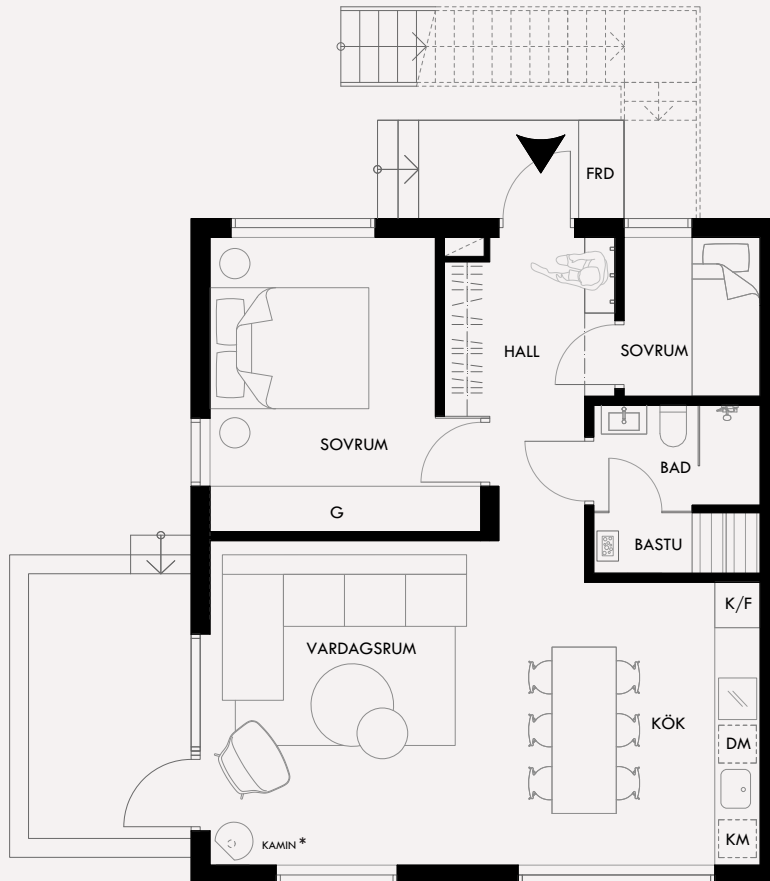 FRD
HALL
SOVRUM
SOVRUM
BAD
G
BASTU
K/F
VARDAGSRUM
KÖK
DM
KAMIN *
KM